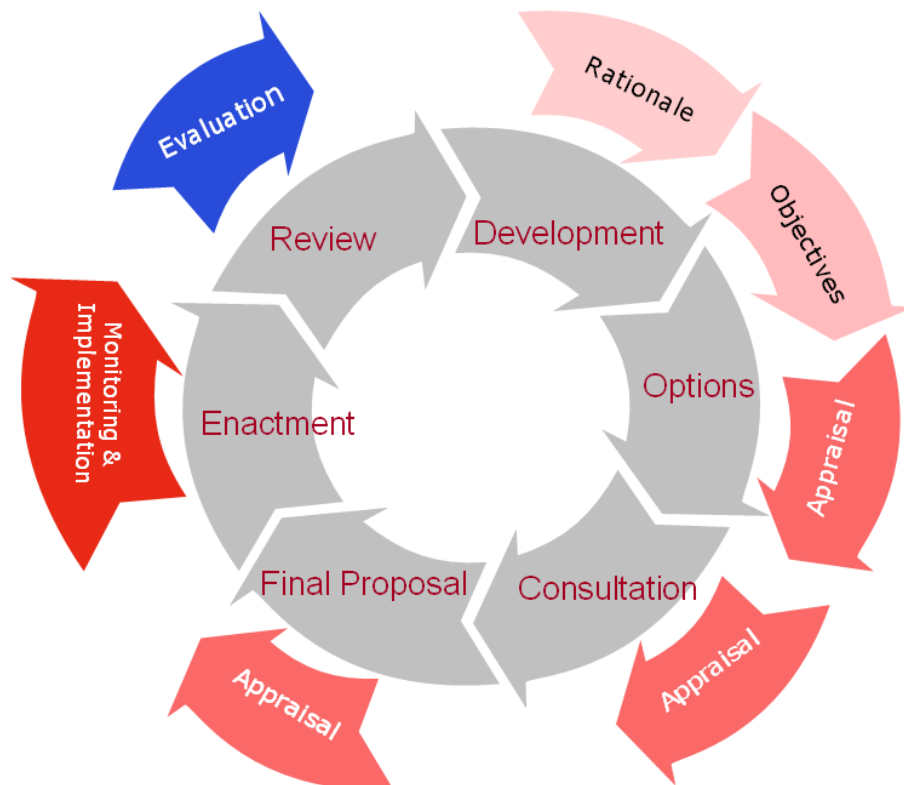 Evaluation
Rationale
Objectives
Appraisal
Appraisal
Appraisal
Monitoring &
Implementation
Review
Development
Options
Consultation
Final Proposal
Enactment